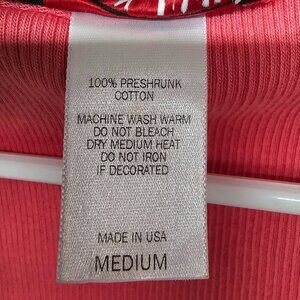 100% PRESHRUNK
COTTON
MACHINE WASH WARM
DO NOT BLEACH
DRY MEDIUM HEAT
DO NOT IRON
IF DECORATED
MADE IN USA
MEDIUM